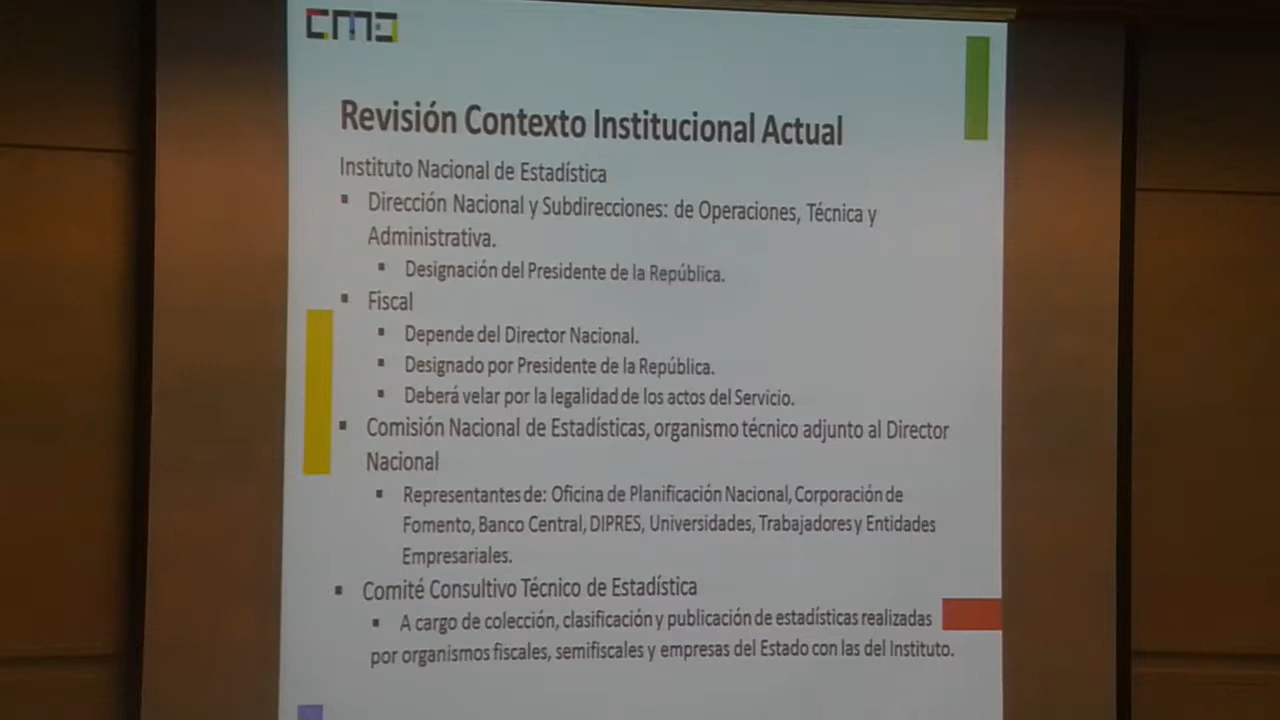 CMD
Revisión Contexto Institucional Actual
Instituto Nacional de Estadística
▪ Dirección Nacional y Subdirecciones: de Operaciones, Técnica y
Administrativa.
▪ Designación del Presidente de la República.
▪ Fiscal
▪ Depende del Director Nacional.
▪ Designado por Presidente de la República.
▪ Deberá velar por la legalidad de los actos del Servicio.
▪ Comisión Nacional de Estadísticas, organismo técnico adjunto al Director
Nacional
▪ Representantes de: Oficina de Planificación Nacional, Corporación de
Fomento, Banco Central, DIPRES, Universidades, Trabajadores y Entidades
Empresariales.
▪ Comité Consultivo Técnico de Estadística
▪ A cargo de colección, clasificación y publicación de estadísticas realizadas
por organismos fiscales, semifiscales y empresas del Estado con las del Instituto.